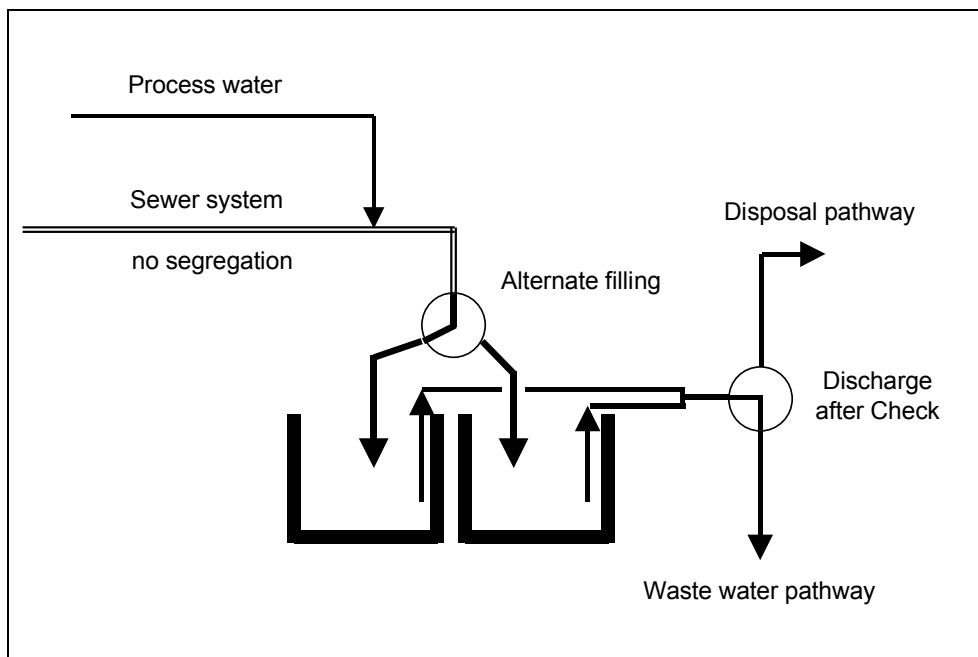 Process water
Sewer system
no segregation
Alternate filling
Disposal pathway
Discharge
after Check
Waste water pathway